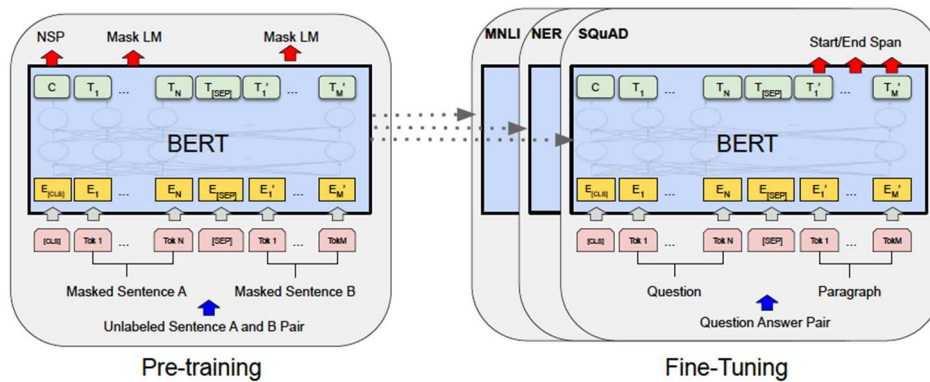 NSP Mask LM Mask LM
C T1 ... TN T[SEP] T1' ... TM'
BERT
E[CLS] E1 ... EN E[SEP] E1' ... EM'
[CLS] Tok 1 ... Tok N [SEP] Tok 1 ... TokM
Masked Sentence A Masked Sentence B
Unlabeled Sentence A and B Pair
Pre-training
MNLI NER SQuAD
Start/End Span
C T1 ... TN T[SEP] T1' ... TM'
BERT
E[CLS] E1 ... EN E[SEP] E1' ... EM'
[CLS] Tok 1 ... Tok N [SEP] Tok 1 ... TokM
Question Paragraph
Question Answer Pair
Fine-Tuning